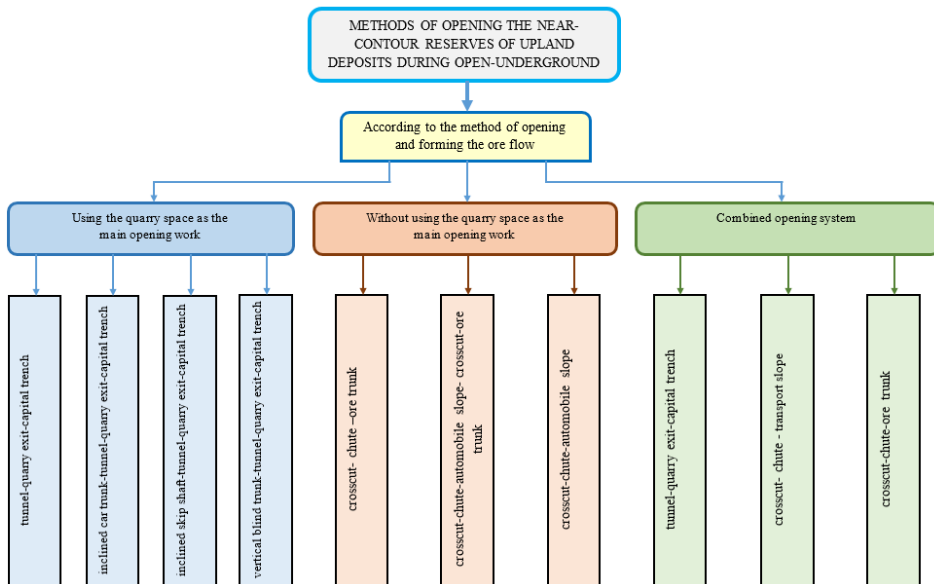 METHODS OF OPENING THE NEAR-
CONTOUR RESERVES OF UPLAND
DEPOSITS DURING OPEN-UNDERGROUND
According to the method of opening
and forming the ore flow
Using the quarry space as the
main opening work
Without using the quarry space as the
main opening work
Combined opening system
tunnel-quarry exit-capital trench
inclined car trunk-tunnel-quarry exit-capital trench
inclined skip shaft-tunnel-quarry exit-capital trench
vertical blind trunk-tunnel-quarry exit-capital trench
crosscut- chute –ore trunk
crosscut-chute-automobile slope- crosscut-ore
trunk
crosscut-chute-automobile slope
tunnel-quarry exit-capital trench
crosscut- chute - transport slope
crosscut-chute-ore trunk